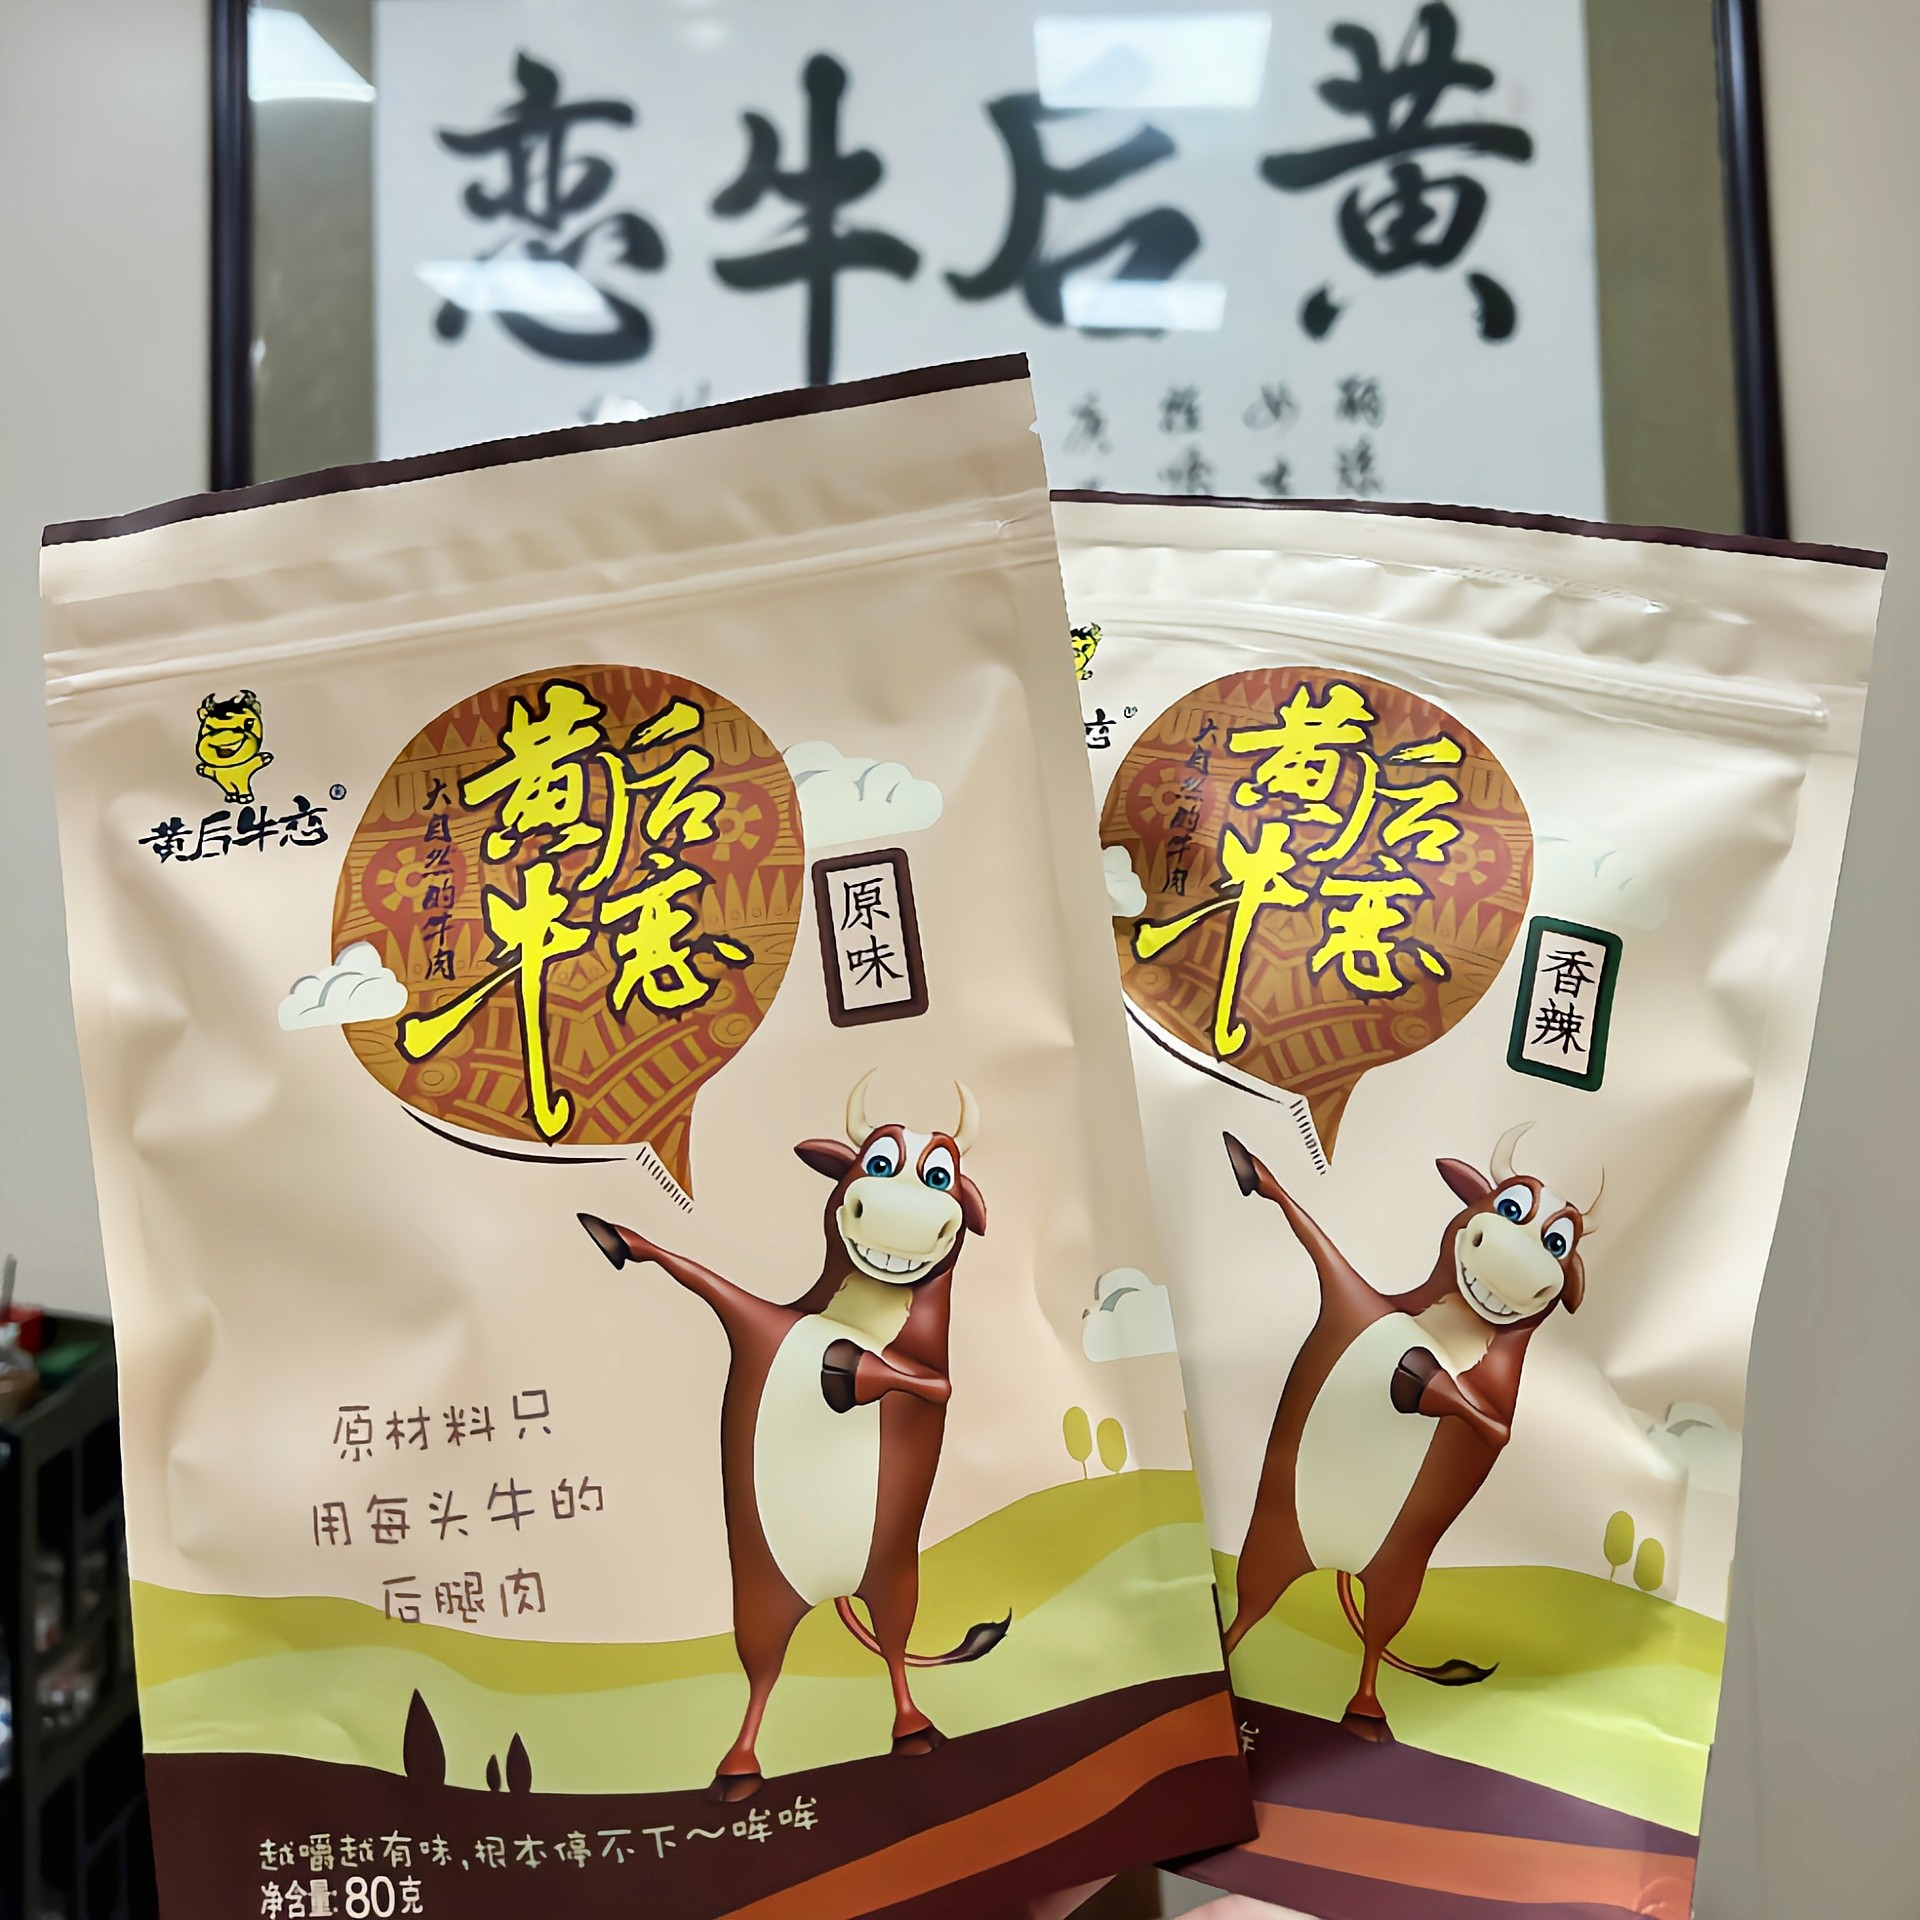 黄后牛恋
黄后牛恋®
大自然的牛肉
黄后
牛恋
原味
原材料只
用每头牛的
后腿肉
越嚼越有味,根本停不下～哞哞
净含量:80克
恋®
大自然的牛肉
黄后
牛恋
香辣
哞